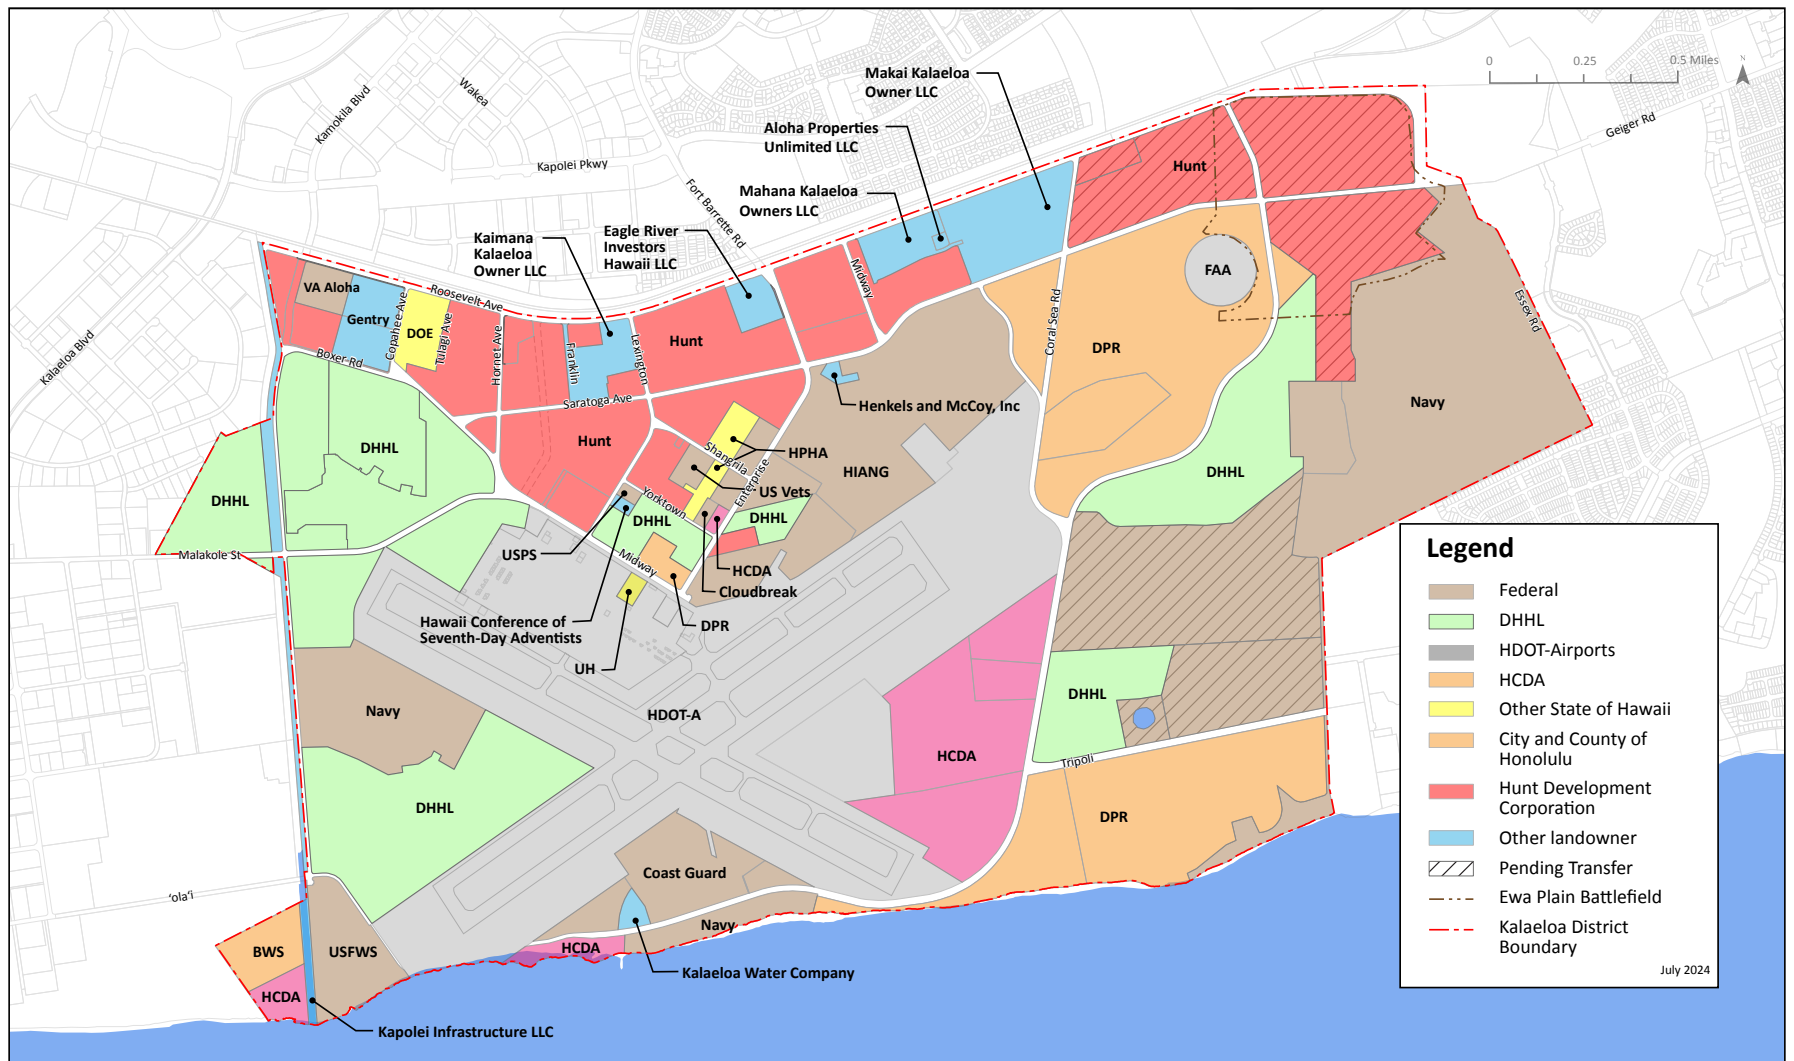 0 0.25 0.5 Miles
N
Geiger Rd
Wakea
Kamokila Blvd
Kapolei Pkwy
Fort Barrette Rd
Kalaeloa Blvd
Makai Kalaeloa
Owner LLC
Aloha Properties
Unlimited LLC
Mahana Kalaeloa
Owners LLC
Eagle River
Investors
Hawaii LLC
Kaimana
Kalaeloa
Owner LLC
Hunt
FAA
Essex Rd
Midway
Roosevelt Ave
VA Aloha
Gentry
Copahee Ave
DOE
Tulagi Ave
Boxer Rd
Hornet Ave
Franklin
Lexington
Hunt
Saratoga Ave
Coral Sea Rd
DPR
Navy
Henkels and McCoy, Inc
Hunt
DHHL
DHHL
Shangrila
HPHA
US Vets
Enterprise
HIANG
DHHL
Yorktown
DHHL
DHHL
USPS
Midway
HCDA
Cloudbreak
DPR
Malakole St
Hawaii Conference of
Seventh-Day Adventists
UH
Navy
HDOT-A
DHHL
HCDA
Tripoli
DHHL
DPR
Coast Guard
Navy
HCDA
Kalaeloa Water Company
'ola'i
BWS
USFWS
HCDA
Kapolei Infrastructure LLC
Legend
Federal
DHHL
HDOT-Airports
HCDA
Other State of Hawaii
City and County of
Honolulu
Hunt Development
Corporation
Other landowner
Pending Transfer
Ewa Plain Battlefield
Kalaeloa District
Boundary
July 2024